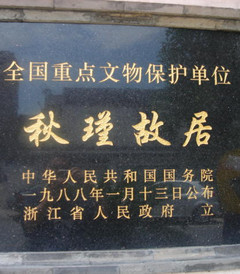 全国重点文物保护单位
秋瑾故居
中华人民共和国国务院
一九八八年一月十三日公布
浙江省人民政府 立